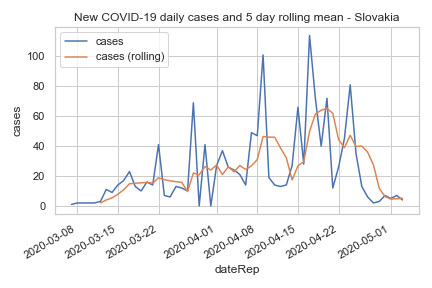 New COVID-19 daily cases and 5 day rolling mean - Slovakia
cases
cases (rolling)
cases
100
80
60
40
20
0
2020-03-08
2020-03-15
2020-03-22
2020-04-01
2020-04-08
2020-04-15
2020-04-22
2020-05-01
dateRep